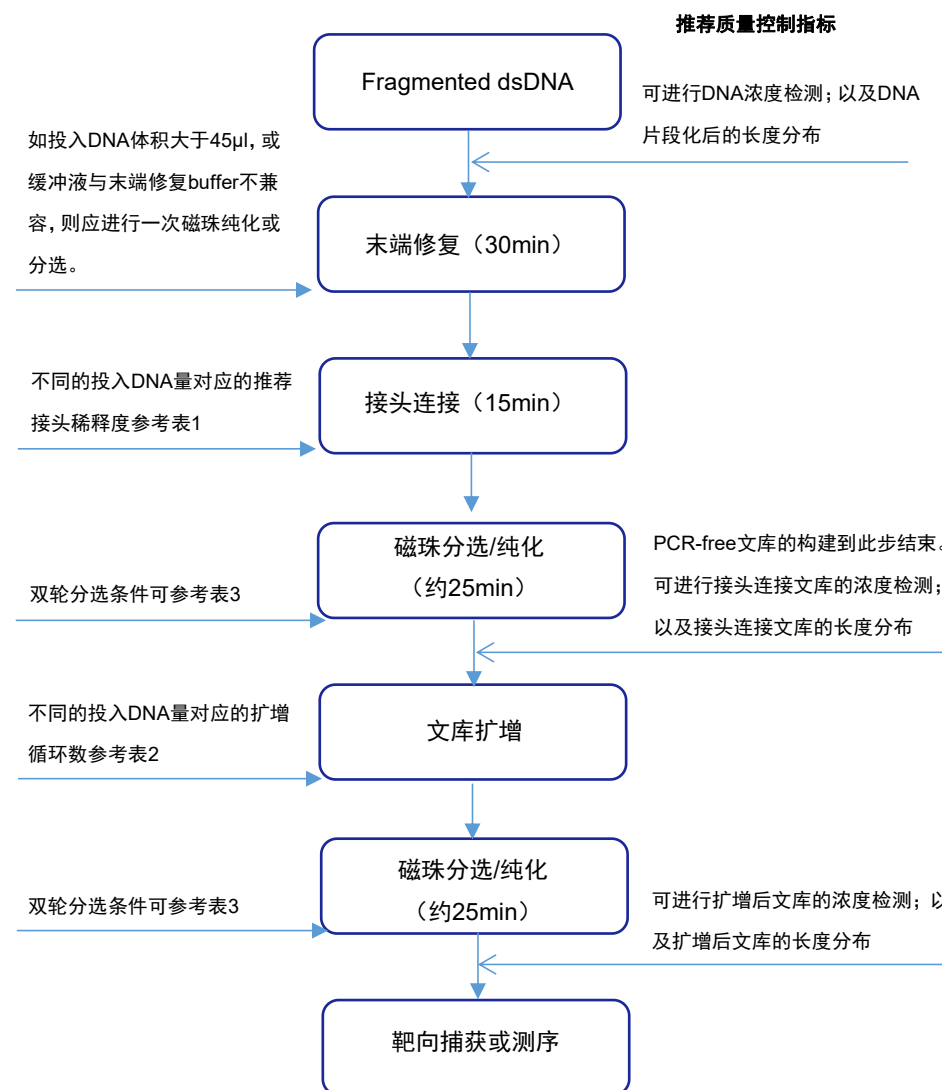 推荐质量控制指标
Fragmented dsDNA
可进行DNA浓度检测；以及DNA
片段化后的长度分布
如投入DNA体积大于45μl，或
缓冲液与末端修复buffer不兼
容，则应进行一次磁珠纯化或
分选。
末端修复（30min）
不同的投入DNA量对应的推荐
接头稀释度参考表1
接头连接（15min）
磁珠分选/纯化
（约25min）
PCR-free文库的构建到此步结束。
可进行接头连接文库的浓度检测；
以及接头连接文库的长度分布
双轮分选条件可参考表3
不同的投入DNA量对应的扩增
循环数参考表2
文库扩增
磁珠分选/纯化
（约25min）
双轮分选条件可参考表3
可进行扩增后文库的浓度检测；以
及扩增后文库的长度分布
靶向捕获或测序